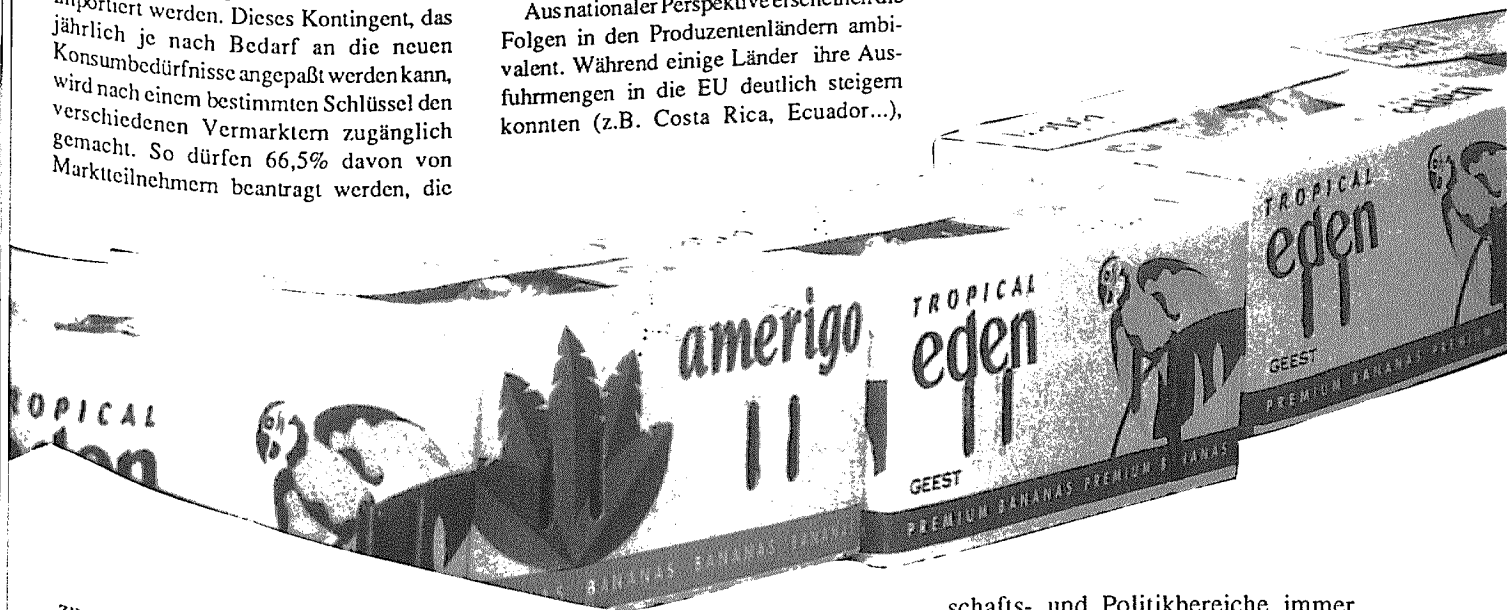 importiert werden. Dieses Kontingent, das
jährlich je nach Bedarf an die neuen
Konsumbedürfnisse angepaßt werden kann,
wird nach einem bestimmten Schlüssel den
verschiedenen Vermarktern zugänglich
gemacht. So dürfen 66,5% davon von
Marktteilnehmern beantragt werden, die
Aus nationaler Perspektive erscheinen die
Folgen in den Produzentenländern ambi-
valent. Während einige Länder ihre Aus-
fuhrmengen in die EU deutlich steigern
konnten (z.B. Costa Rica, Ecuador...),
TROPICAL
eden
GEEST
PREMIUM BANANAS PREMIUM
TROPICAL
eden
GEEST
PREMIUM BANANAS PREMIUM BANANAS
amerigo
BANANAS BANANAS BANANAS
OPICAL
schafts- und Politikbereiche immer